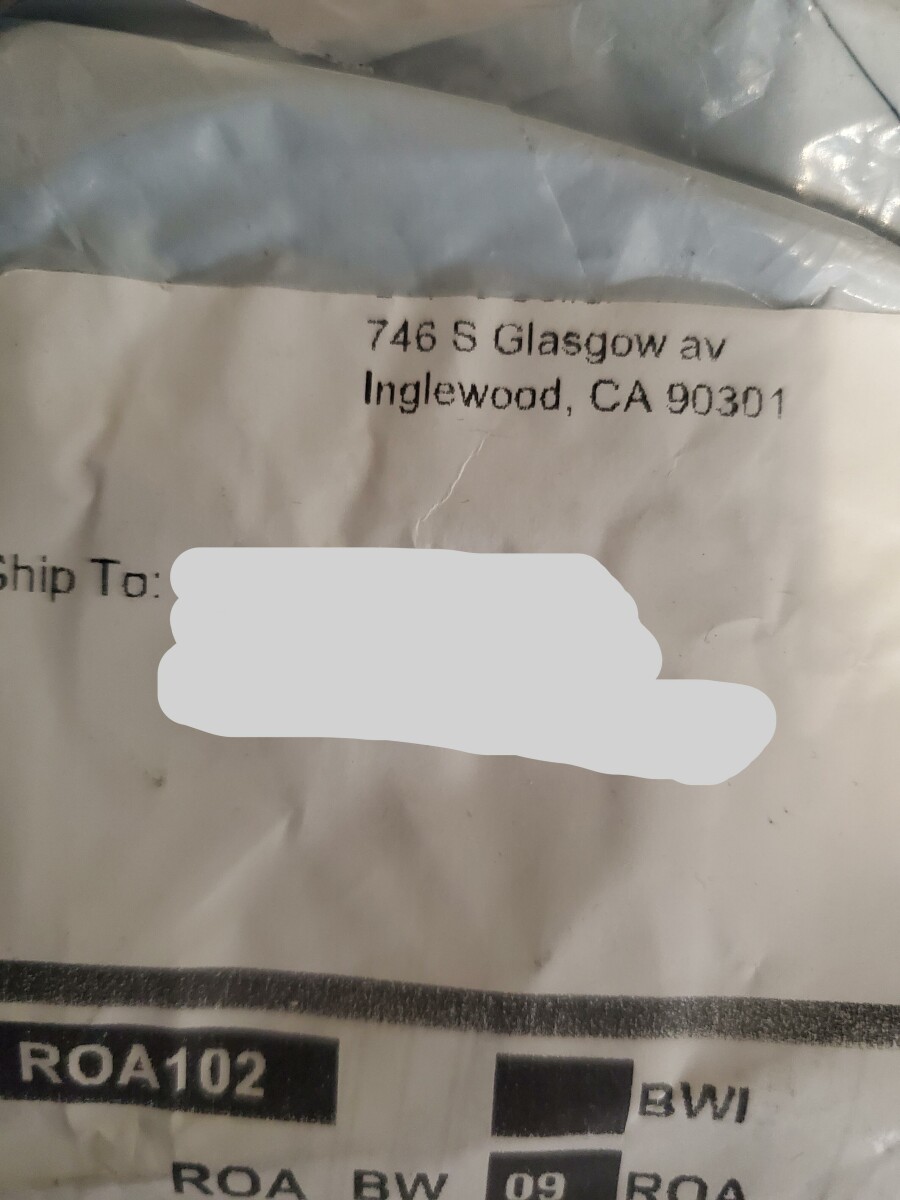 746 S Glasgow av
Inglewood, CA 90301
Ship To:
ROA102
BWI
ROA BW 09 ROA